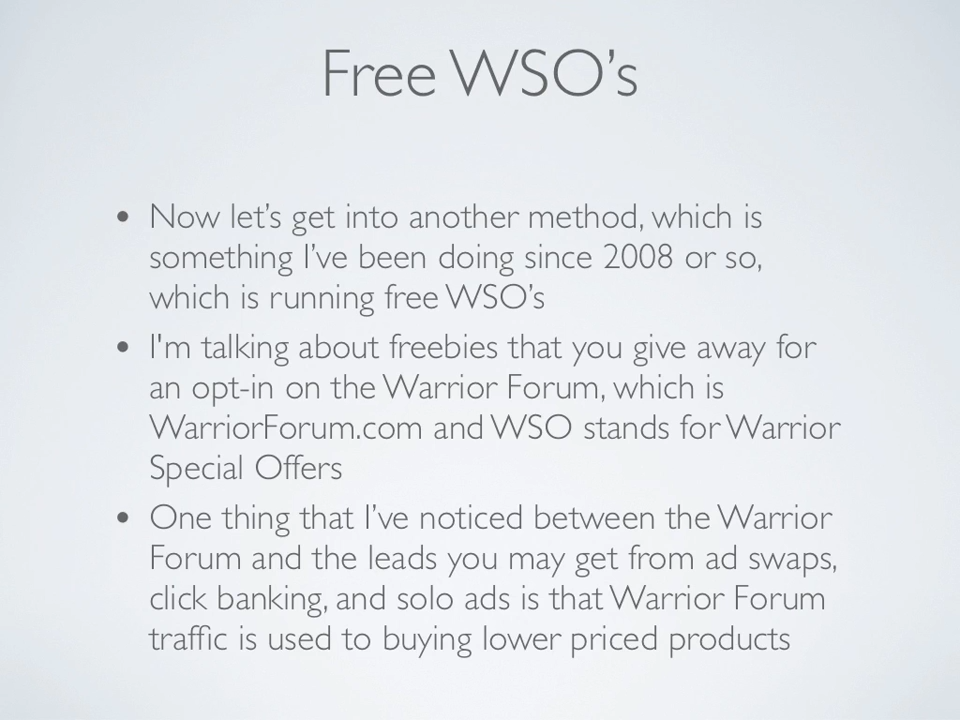 Free WSO’s
• Now let’s get into another method, which is
something I’ve been doing since 2008 or so,
which is running free WSO’s
• I'm talking about freebies that you give away for
an opt-in on the Warrior Forum, which is
WarriorForum.com and WSO stands for Warrior
Special Offers
• One thing that I’ve noticed between the Warrior
Forum and the leads you may get from ad swaps,
click banking, and solo ads is that Warrior Forum
traffic is used to buying lower priced products